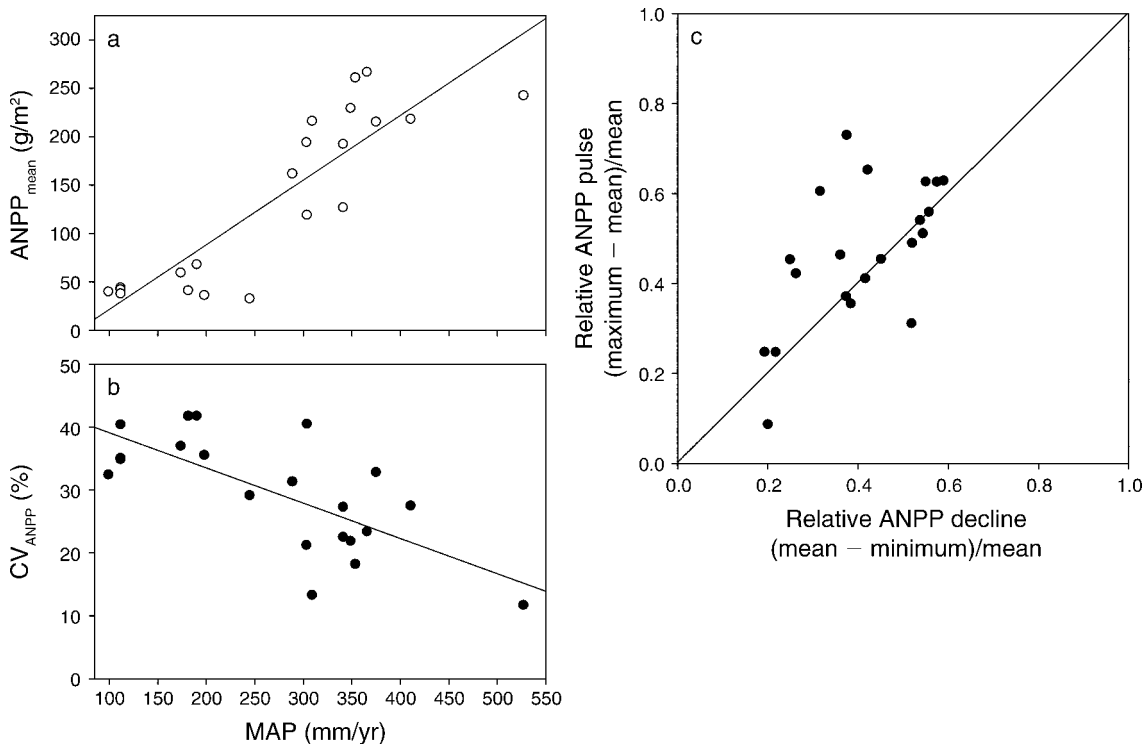 a
ANPPmean (g/m²)
300
250
200
150
100
50
0
b
CVANPP (%)
50
40
30
20
10
0
100 150 200 250 300 350 400 450 500 550
MAP (mm/yr)
c
Relative ANPP pulse
(maximum − mean)/mean
1.0
0.8
0.6
0.4
0.2
0.0
0.0 0.2 0.4 0.6 0.8 1.0
Relative ANPP decline
(mean − minimum)/mean